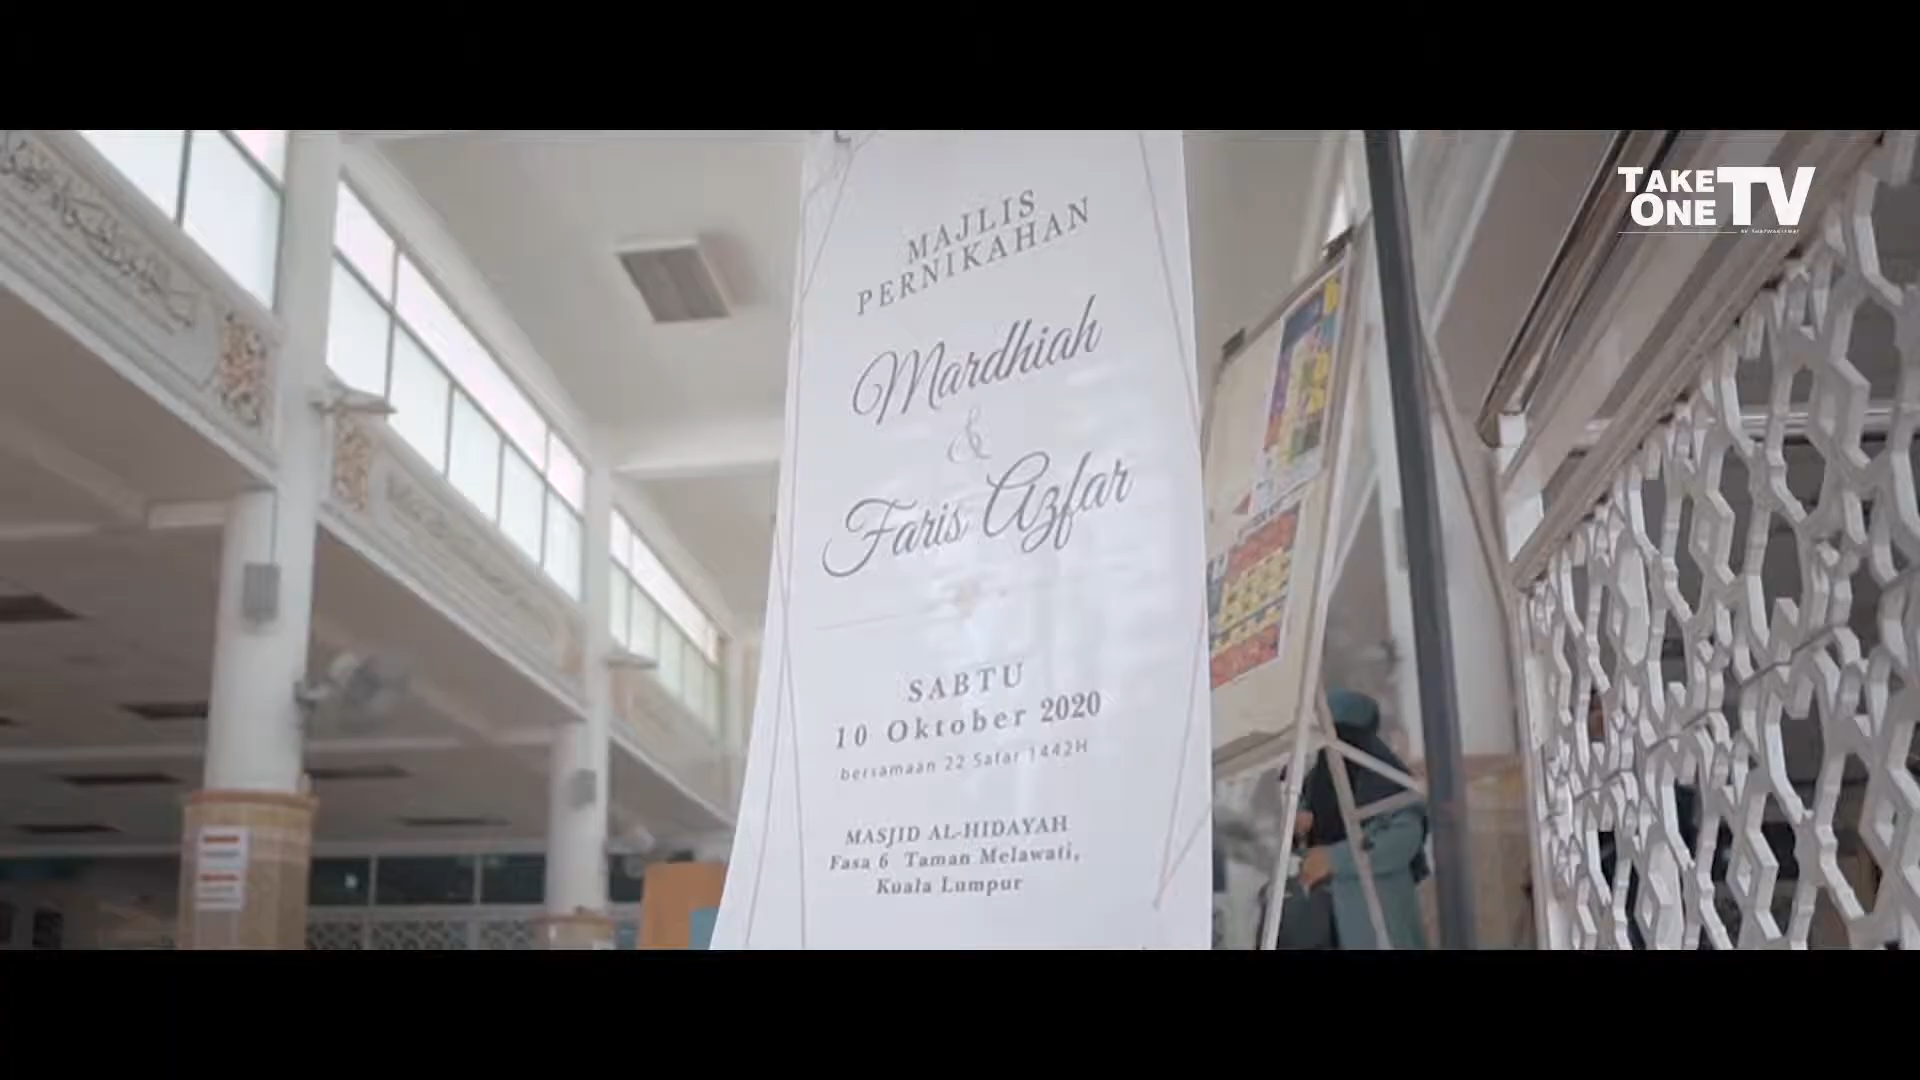 MAJLIS
PERNIKAHAN
Mardhiah
&
Faris Azfar
SABTU
10 Oktober 2020
bersamaan 22 Safar 1442H
MASJID AL-HIDAYAH
Fasa 6 Taman Melawati,
Kuala Lumpur
TAKE ONE TV